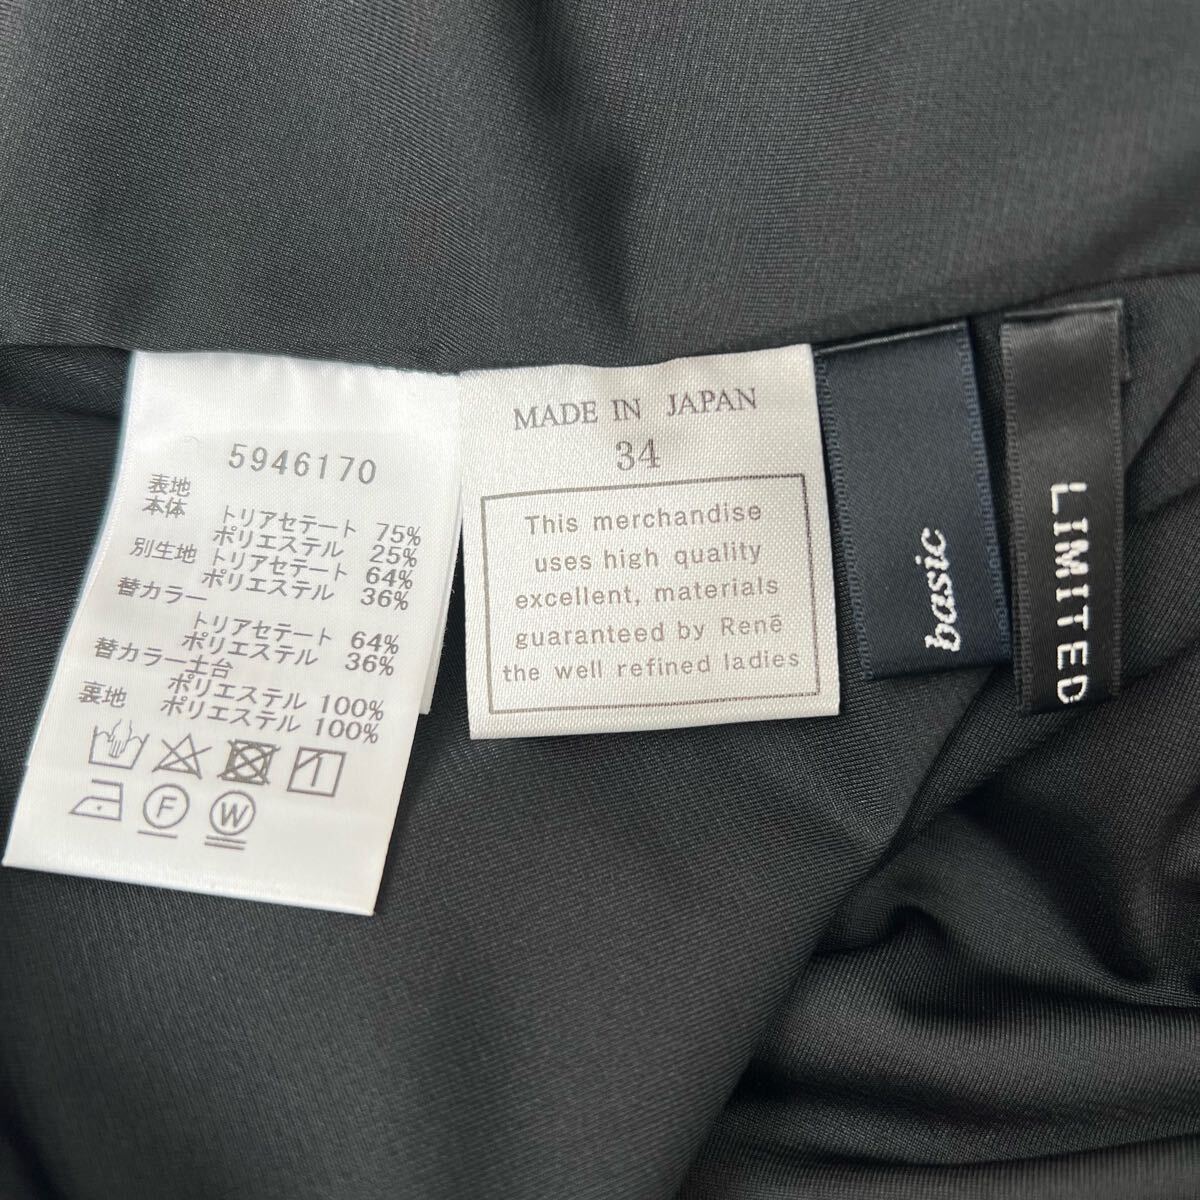 5946170
表地
本体 トリアセテート 75%
ポリエステル 25%
別生地 トリアセテート 64%
ポリエステル 36%
替カラー
トリアセテート 64%
ポリエステル 36%
替カラー土台
ポリエステル 100%
裏地 ポリエステル 100%
F W
MADE IN JAPAN
34
This merchandise
uses high quality
excellent, materials
guaranteed by Renē
the well refined ladies
basic
LIMITED